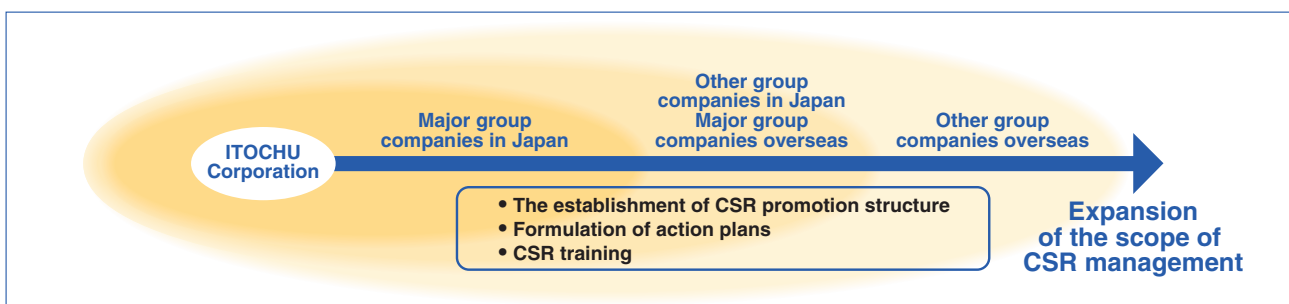 ITOCHU
Corporation
Major group
companies in Japan
Other group
companies in Japan
Major group
companies overseas
Other group
companies overseas
• The establishment of CSR promotion structure
• Formulation of action plans
• CSR training
Expansion
of the scope of
CSR management